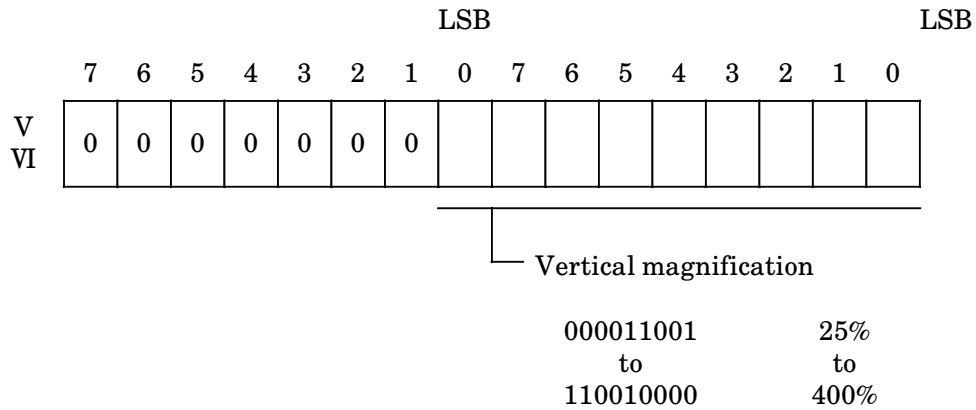 LSB LSB
7 6 5 4 3 2 1 0 7 6 5 4 3 2 1 0
V
VI
0 0 0 0 0 0 0
Vertical magnification
000011001 25%
to to
110010000 400%